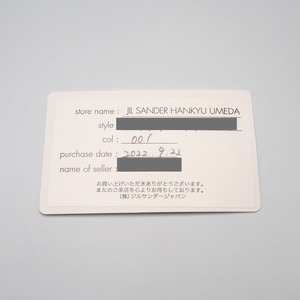 store name : JIL SANDER HANKYU UMEDA
style
col : 001
purchase date : 2022. 9. 22
name of seller :
お買い上げいただきありがとうございます。
またのご来店を心よりお待ちしております。
(株)ジルサンダージャパン